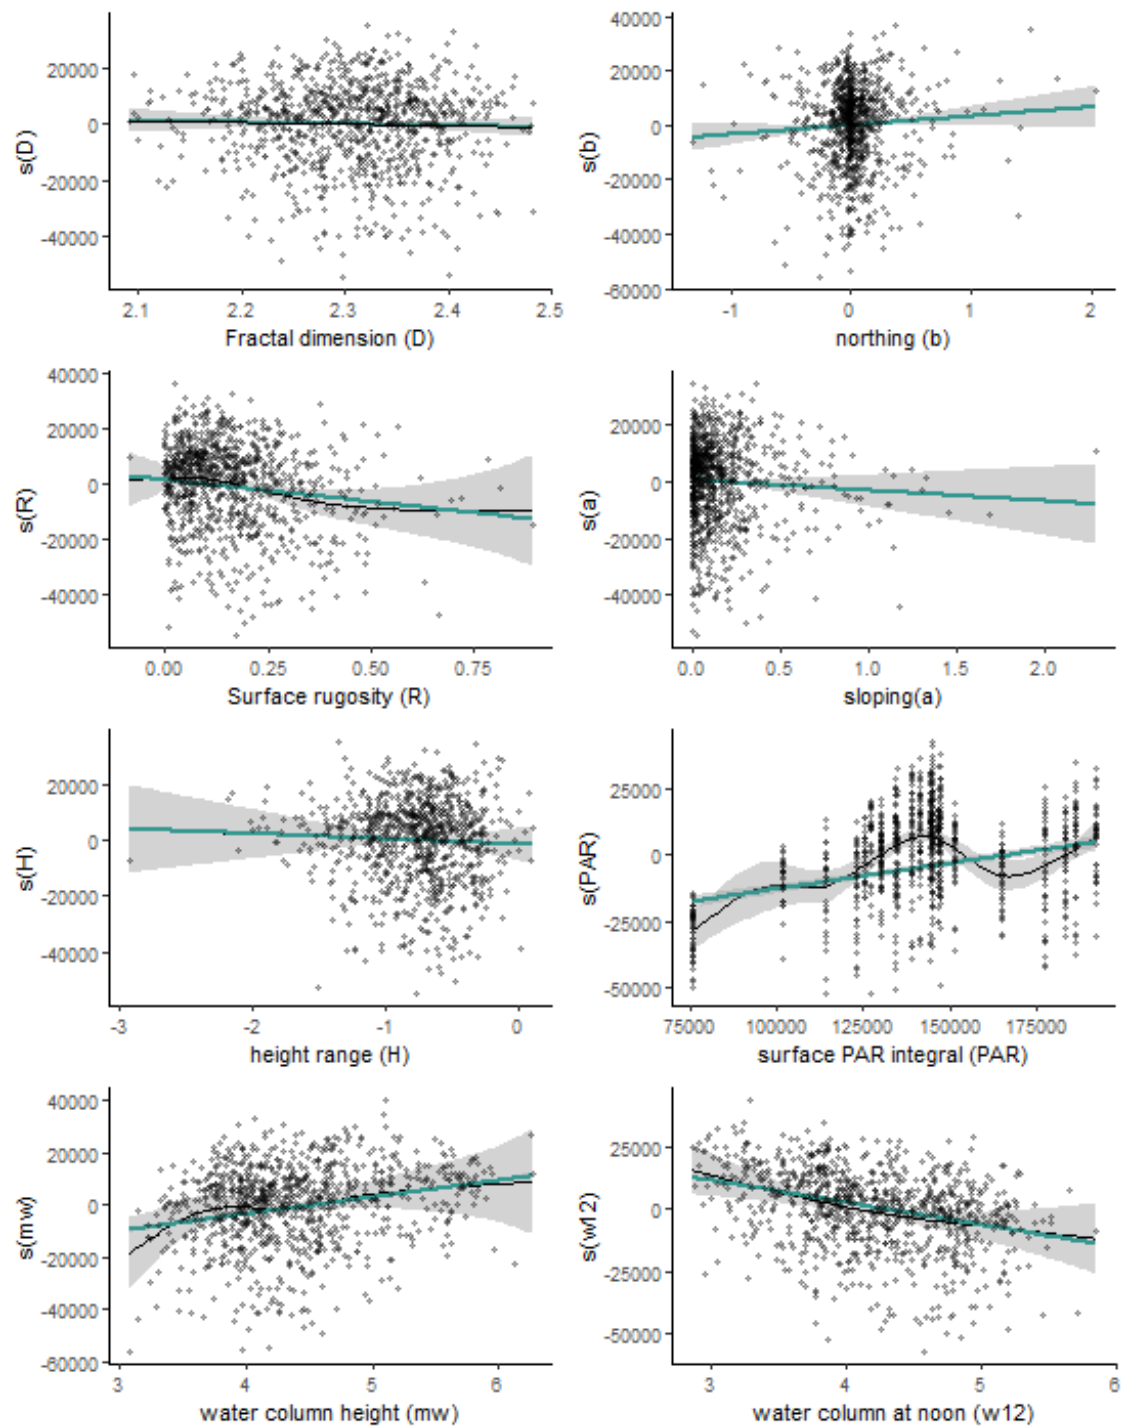 20000
0
-20000
-40000
s(D)
2.1 2.2 2.3 2.4 2.5
Fractal dimension (D)
40000
20000
0
-20000
-40000
-60000
s(b)
-1 0 1 2
northing (b)
40000
20000
0
-20000
-40000
s(R)
0.00 0.25 0.50 0.75
Surface rugosity (R)
20000
0
-20000
-40000
s(a)
0.0 0.5 1.0 1.5 2.0
sloping(a)
20000
0
-20000
-40000
s(H)
-3 -2 -1 0
height range (H)
25000
0
-25000
-50000
s(PAR)
75000 100000 125000 150000 175000
surface PAR integral (PAR)
40000
20000
0
-20000
-40000
-60000
s(mw)
3 4 5 6
water column height (mw)
25000
0
-25000
-50000
s(w12)
3 4 5 6
water column at noon (w12)